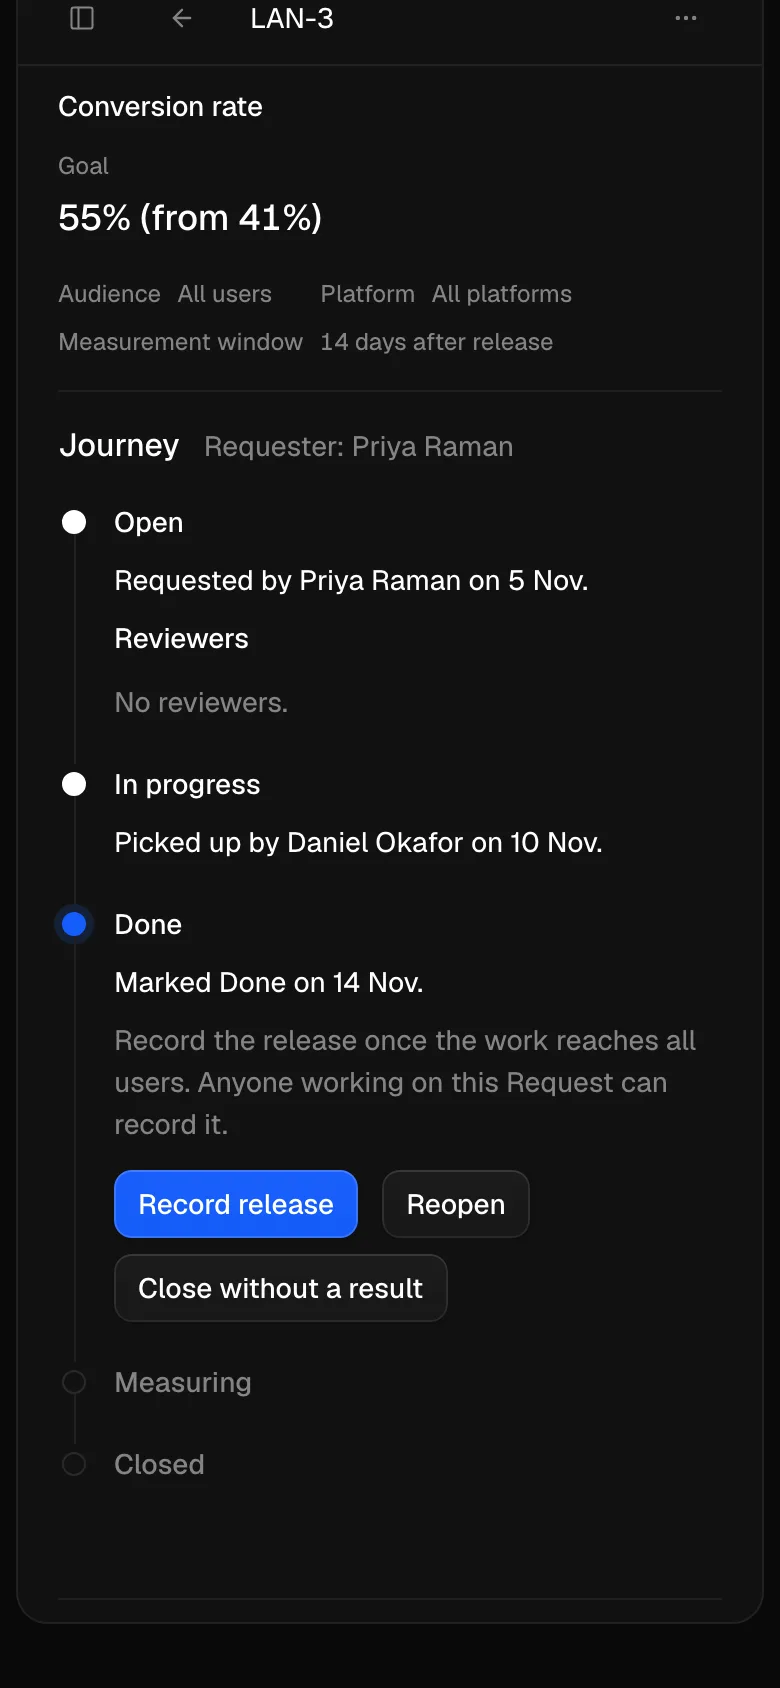 LAN-3
Conversion rate
Goal
55% (from 41%)
Audience All users Platform All platforms
Measurement window 14 days after release
Journey Requester: Priya Raman
Open
Requested by Priya Raman on 5 Nov.
Reviewers
No reviewers.
In progress
Picked up by Daniel Okafor on 10 Nov.
Done
Marked Done on 14 Nov.
Record the release once the work reaches all
users. Anyone working on this Request can
record it.
Record release Reopen
Close without a result
Measuring
Closed